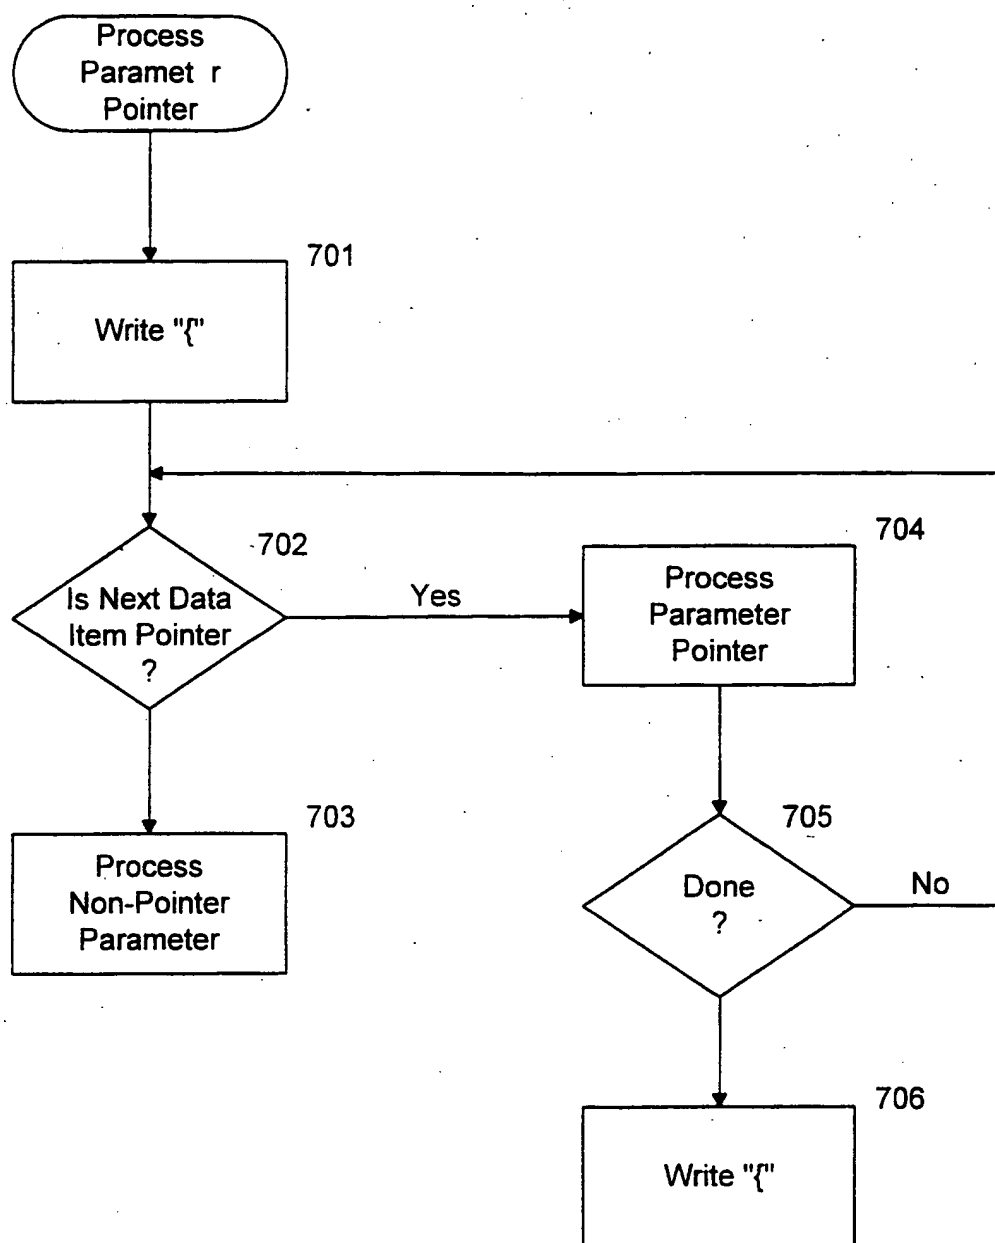 Process
Paramet r
Pointer
701
Write "{"
702
Is Next Data
Item Pointer
?
Yes
704
Process
Parameter
Pointer
703
Process
Non-Pointer
Parameter
705
Done
?
No
706
Write "{"